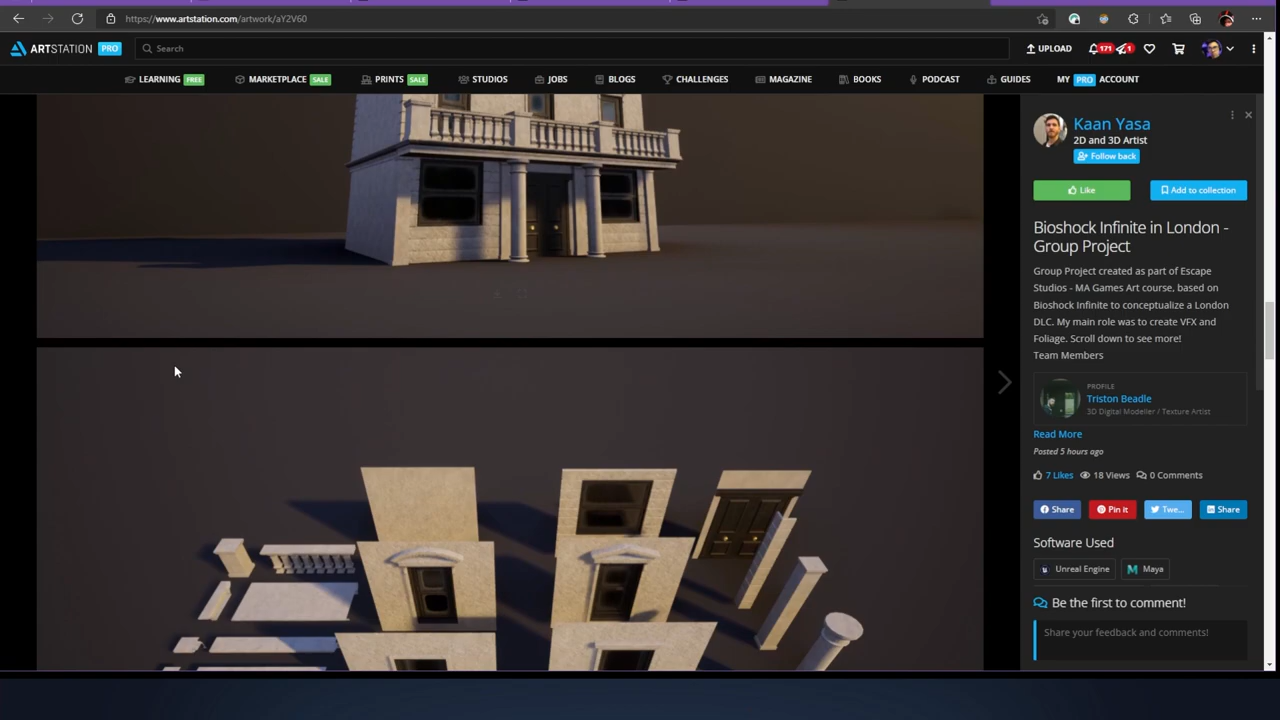 https://www.artstation.com/artwork/aY2V60
ARTSTATION PRO
Search
UPLOAD
171
1
LEARNING FREE
MARKETPLACE SALE
PRINTS SALE
STUDIOS
JOBS
BLOGS
CHALLENGES
MAGAZINE
BOOKS
PODCAST
GUIDES
MY PRO ACCOUNT
Kaan Yasa
2D and 3D Artist
Follow back
Like
Add to collection
Bioshock Infinite in London -
Group Project
Group Project created as part of Escape
Studios - MA Games Art course, based on
Bioshock Infinite to conceptualize a London
DLC. My main role was to create VFX and
Foliage. Scroll down to see more!
Team Members
PROFILE
Triston Beadle
3D Digital Modeller / Texture Artist
Read More
Posted 5 hours ago
7 Likes
18 Views
0 Comments
Share
Pin it
Twe...
Share
Software Used
Unreal Engine
Maya
Be the first to comment!
Share your feedback and comments!